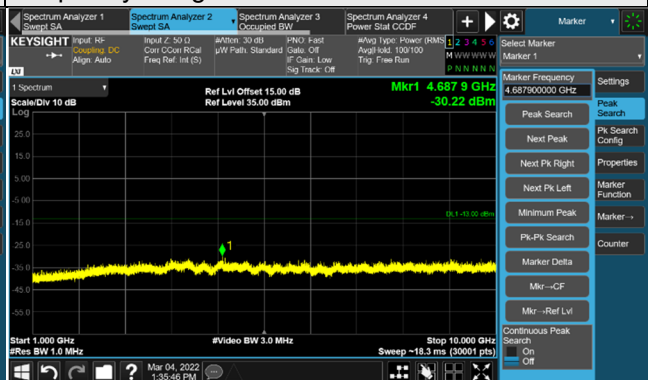 Spectrum Analyzer 1
Swept SA
Spectrum Analyzer 2
Swept SA
Spectrum Analyzer 3
Occupied BW
Spectrum Analyzer 4
Power Stat CCDF
+
Marker
KEYSIGHT
Input: RF
Coupling: DC
Align: Auto
Input Z: 50 Ω
Corr CCorr RCal
Freq Ref: Int (S)
#Atten: 30 dB
µW Path: Standard
PNO: Fast
Gate: Off
IF Gain: Low
Sig Track: Off
#Avg Type: Power (RMS)
Avg|Hold: 100/100
Trig: Free Run
1 2 3 4 5 6
M W W W W W
P N N N N N
LXI
Select Marker
Marker 1
1 Spectrum
Scale/Div 10 dB
Ref Lvl Offset 15.00 dB
Ref Level 35.00 dBm
Mkr1 4.687 9 GHz
-30.22 dBm
Log
25.0
15.0
5.00
-5.00
-15.0
-25.0
-35.0
-45.0
-55.0
DL1 -13.00 dBm
1
Start 1.000 GHz
#Res BW 1.0 MHz
#Video BW 3.0 MHz
Stop 10.000 GHz
Sweep ~18.3 ms (30001 pts)
Marker Frequency
4.687900000 GHz
Peak Search
Next Peak
Next Pk Right
Next Pk Left
Minimum Peak
Pk-Pk Search
Marker Delta
Mkr→CF
Mkr→Ref Lvl
Continuous Peak
Search
On
Off
Settings
Peak
Search
Pk Search
Config
Properties
Marker
Function
Marker→
Counter
?
Mar 04, 2022
1:35:46 PM